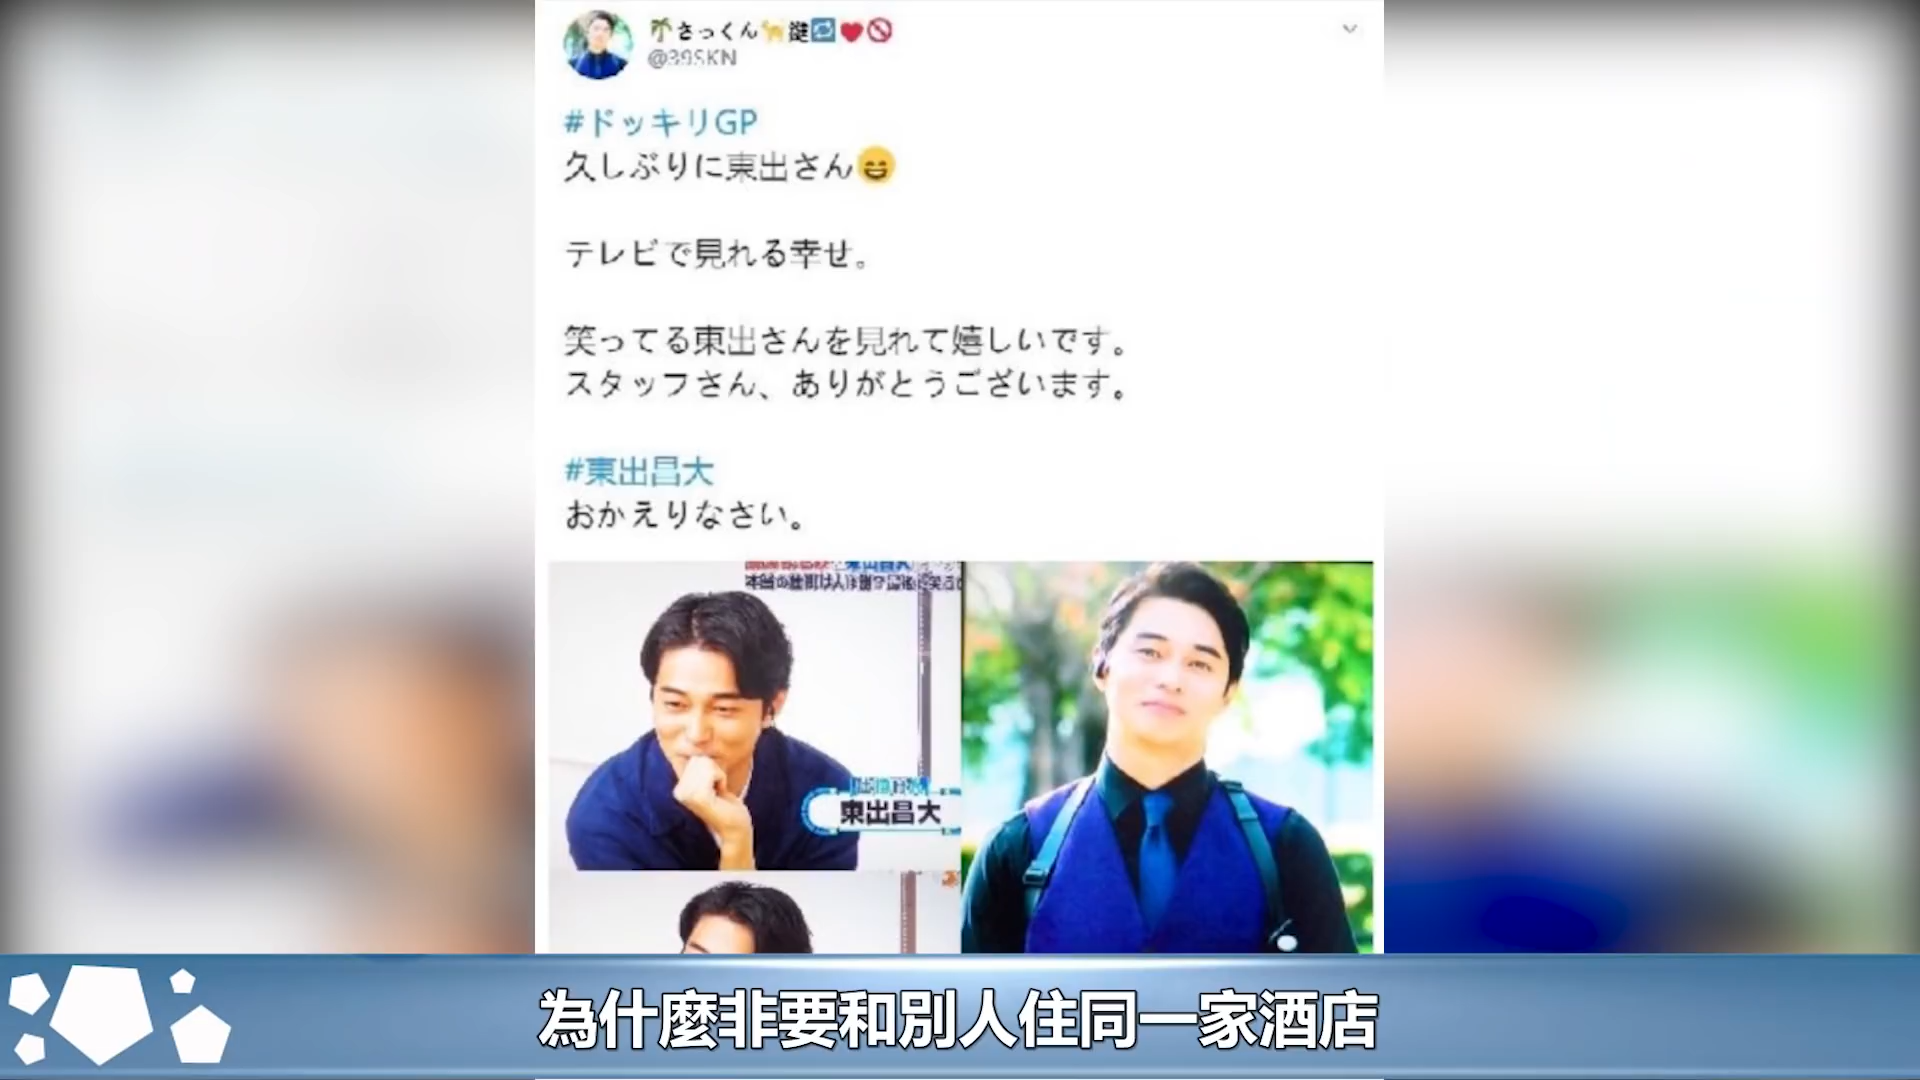 さっくん
@39SKN
#ドッキリGP
久しぶりに東出さん
テレビで見れる幸せ。
笑ってる東出さんを見れて嬉しいです。
スタッフさん、ありがとうございます。
#東出昌大
おかえりなさい。
東出昌大
為什麼非要和別人住同一家酒店